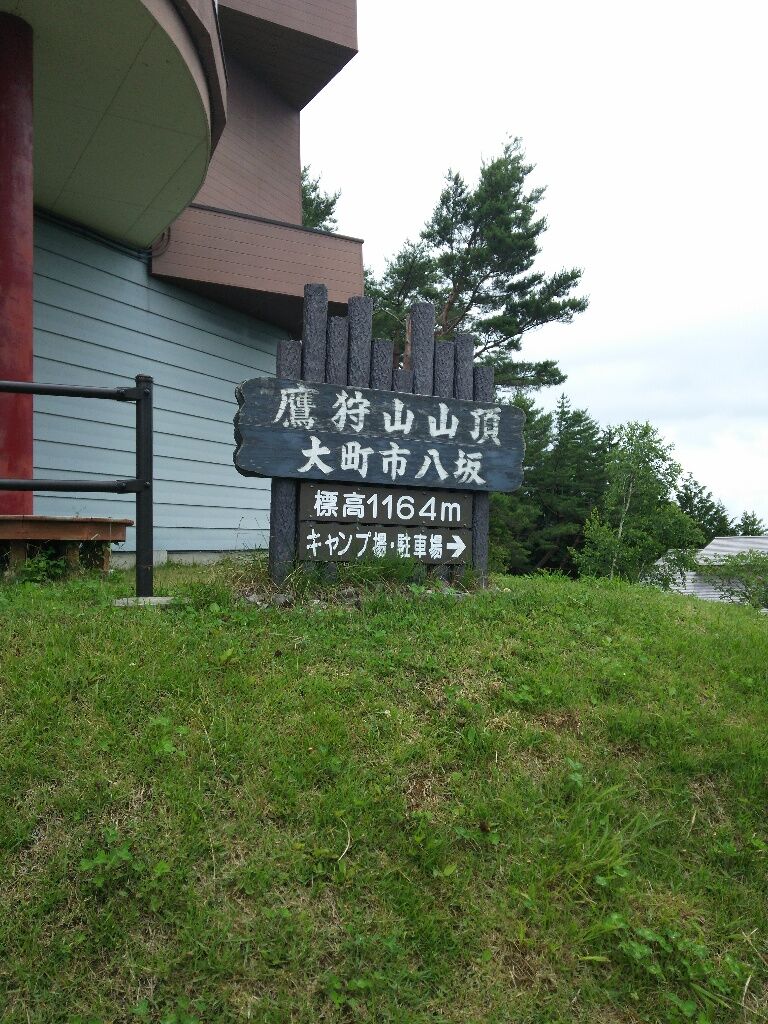 鷹狩山山頂
大町市八坂
標高1164m
キャンプ場・駐車場→